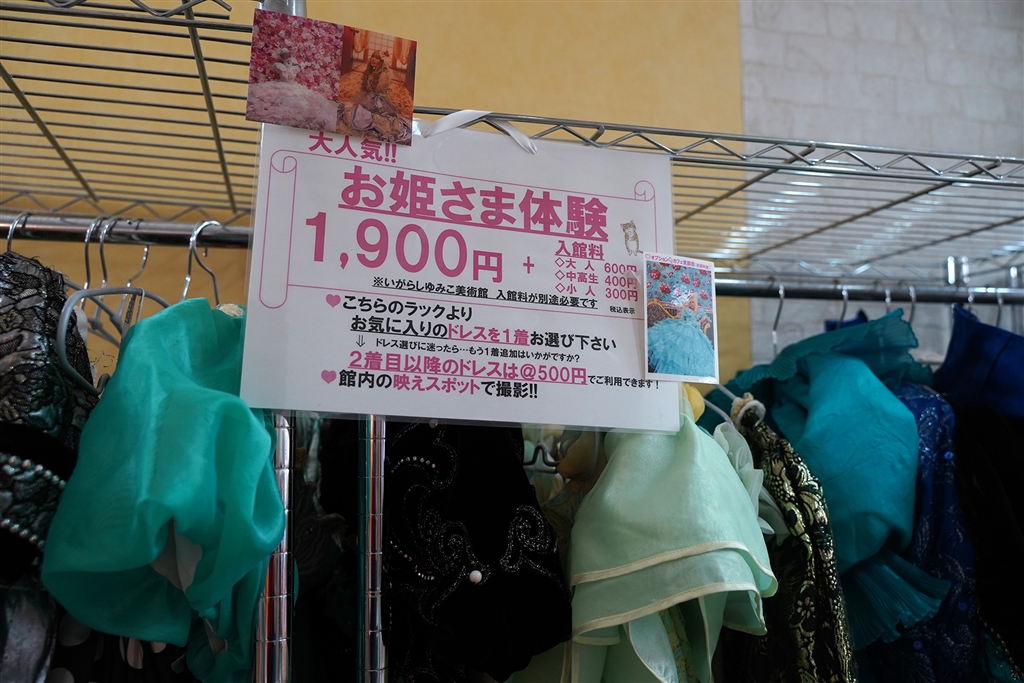 大人気!!
お姫さま体験
1,900円 + 入館料
◇大 人 600円
◇中高生 400円
◇小 人 300円
※いがらしゆみこ美術館 入館料が別途必要です 税込表示
♥こちらのラックより
お気に入りのドレスを1着お選び下さい
⇩ ドレス選びに迷ったら…もう1着追加はいかがですか?
2着目以降のドレスは@500円でご利用できます!
♥館内の映えスポットで撮影!!